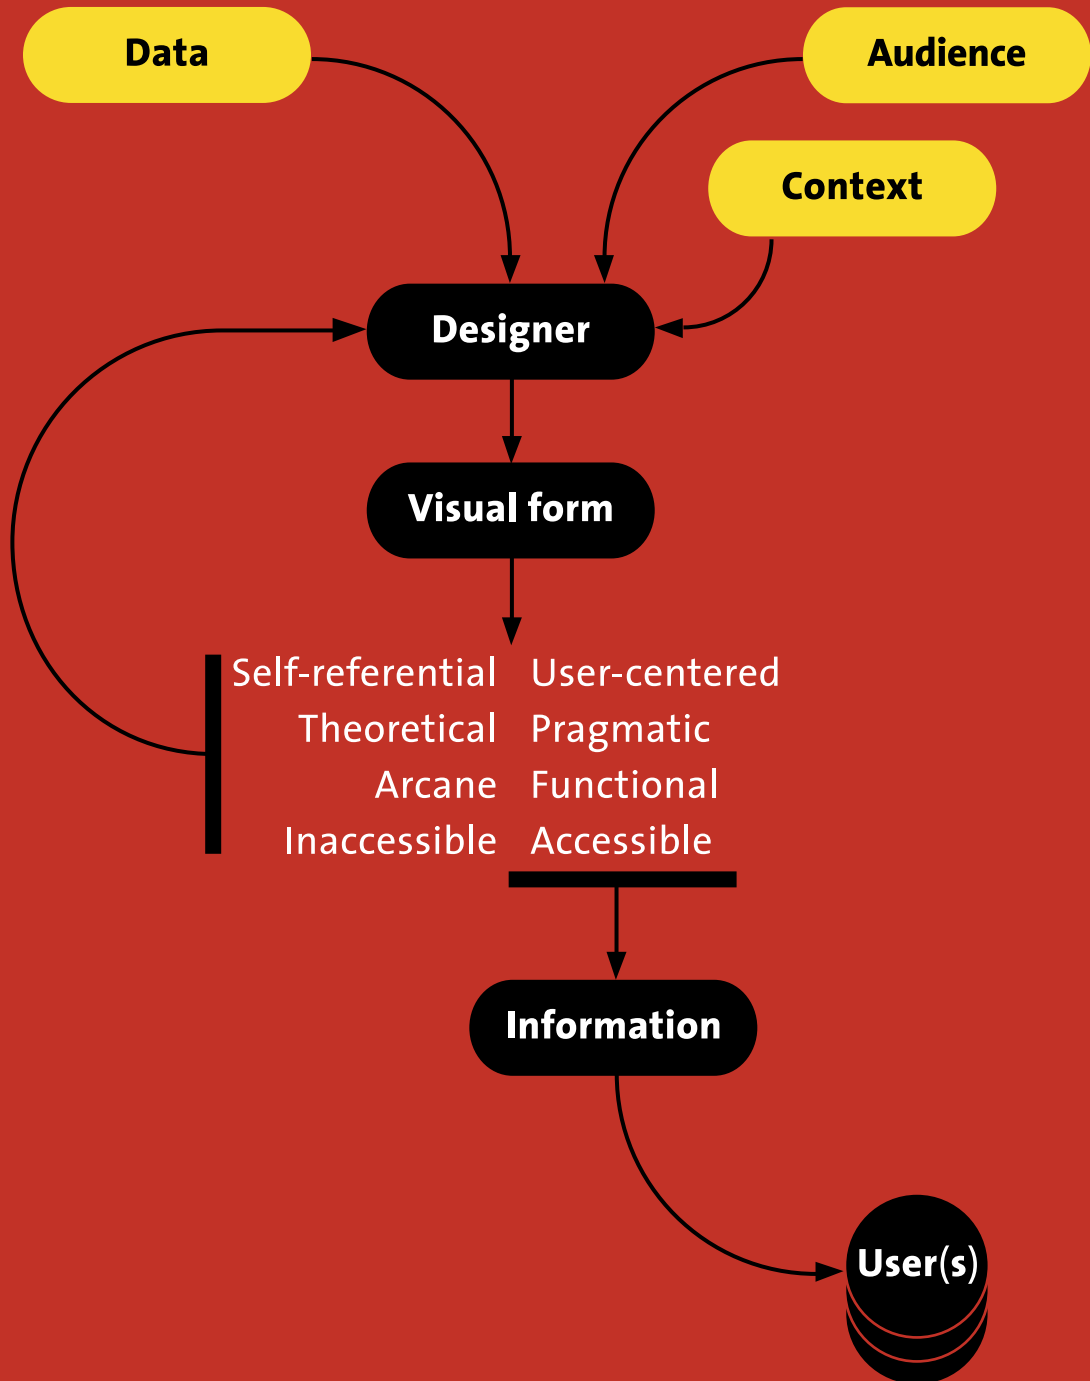 Data
Audience
Context
Designer
Visual form
Self-referential User-centered
Theoretical Pragmatic
Arcane Functional
Inaccessible Accessible
Information
User(s)